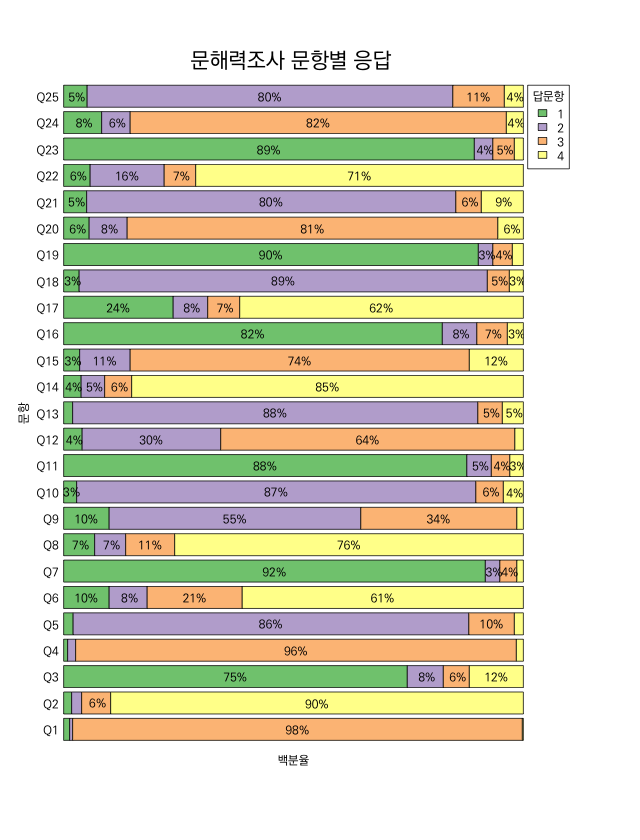 문해력조사 문항별 응답
Q25 5% 80% 11% 4%
Q24 8% 6% 82% 4%
Q23 89% 4% 5%
Q22 6% 16% 7% 71%
Q21 5% 80% 6% 9%
Q20 6% 8% 81% 6%
Q19 90% 3% 4%
Q18 3% 89% 5% 3%
Q17 24% 8% 7% 62%
Q16 82% 8% 7% 3%
Q15 3% 11% 74% 12%
Q14 4% 5% 6% 85%
Q13 88% 5% 5%
Q12 4% 30% 64%
Q11 88% 5% 4% 3%
Q10 3% 87% 6% 4%
Q9 10% 55% 34%
Q8 7% 7% 11% 76%
Q7 92% 3% 4%
Q6 10% 8% 21% 61%
Q5 86% 10%
Q4 96%
Q3 75% 8% 6% 12%
Q2 6% 90%
Q1 98%
문항
백분율
답문항
1
2
3
4